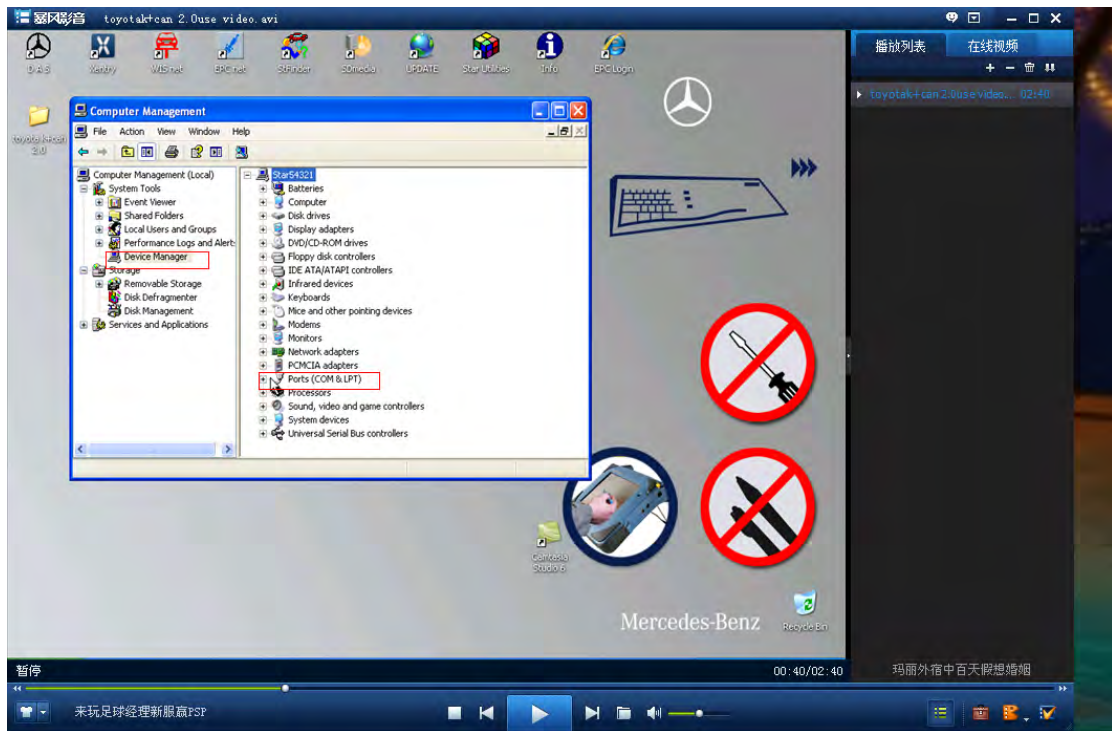 暴风影音 toyotak+can 2.0use video.avi
播放列表 在线视频
Xentry WIS net EPC net StFinder SDmedia UPDATE Star Utilities Info EPC Login
toyotak+can 2.0use video... 02:40
toyota k+can 2.0
Computer Management
File Action View Window Help
Computer Management (Local)
System Tools
Event Viewer
Shared Folders
Local Users and Groups
Performance Logs and Alerts
Device Manager
Storage
Removable Storage
Disk Defragmenter
Disk Management
Services and Applications
Star54321
Batteries
Computer
Disk drives
Display adapters
DVD/CD-ROM drives
Floppy disk controllers
IDE ATA/ATAPI controllers
Infrared devices
Keyboards
Mice and other pointing devices
Modems
Monitors
Network adapters
PCMCIA adapters
Ports (COM & LPT)
Processors
Sound, video and game controllers
System devices
Universal Serial Bus controllers
Camtasia
Studio 6
Mercedes-Benz
Recycle Bin
暂停
00:40/02:40
玛丽外宿中百天假想婚姻
来玩足球经理新服赢PSP